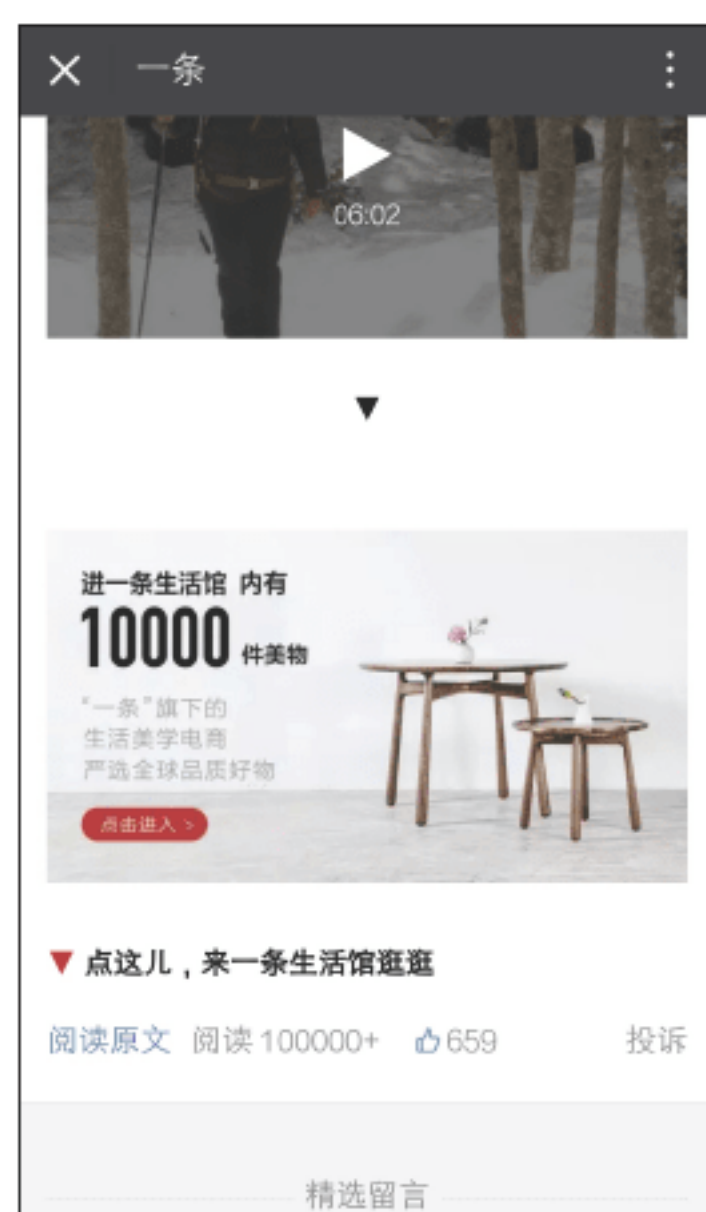 一条
06:02
进一条生活馆 内有
10000 件美物
“一条”旗下的
生活美学电商
严选全球品质好物
点击进入 >
点这儿，来一条生活馆逛逛
阅读原文 阅读 100000+ 659 投诉
精选留言